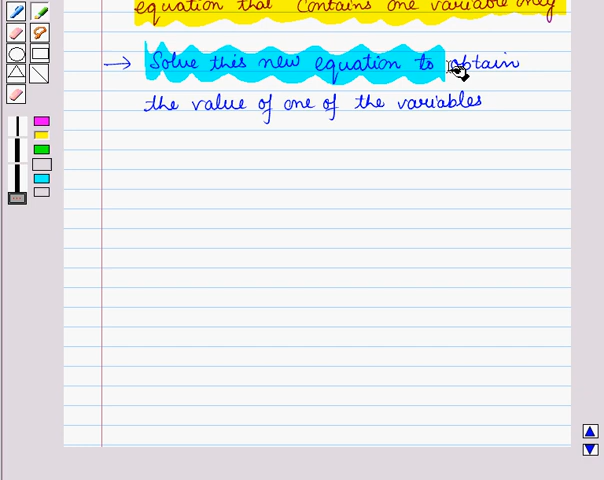 equation that contains one variable only
→ Solve this new equation to obtain
the value of one of the variables